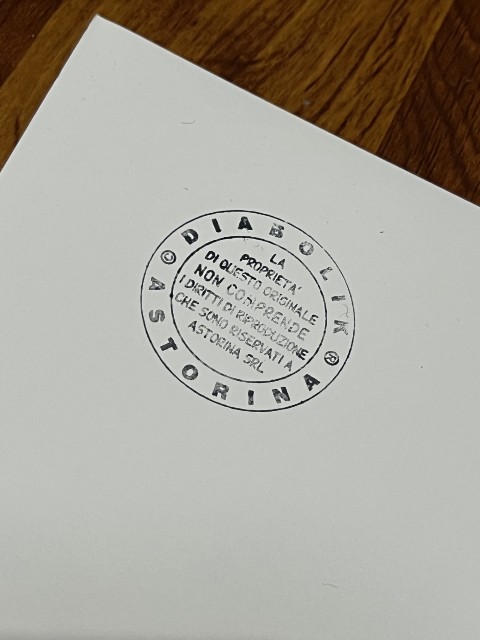 DIABOLIK ®
© ASTORINA
LA
PROPRIETA'
DI QUESTO ORIGINALE
NON COMPRENDE
I DIRITTI DI RIPRODUZIONE
CHE SONO RISERVATI A
ASTORINA SRL